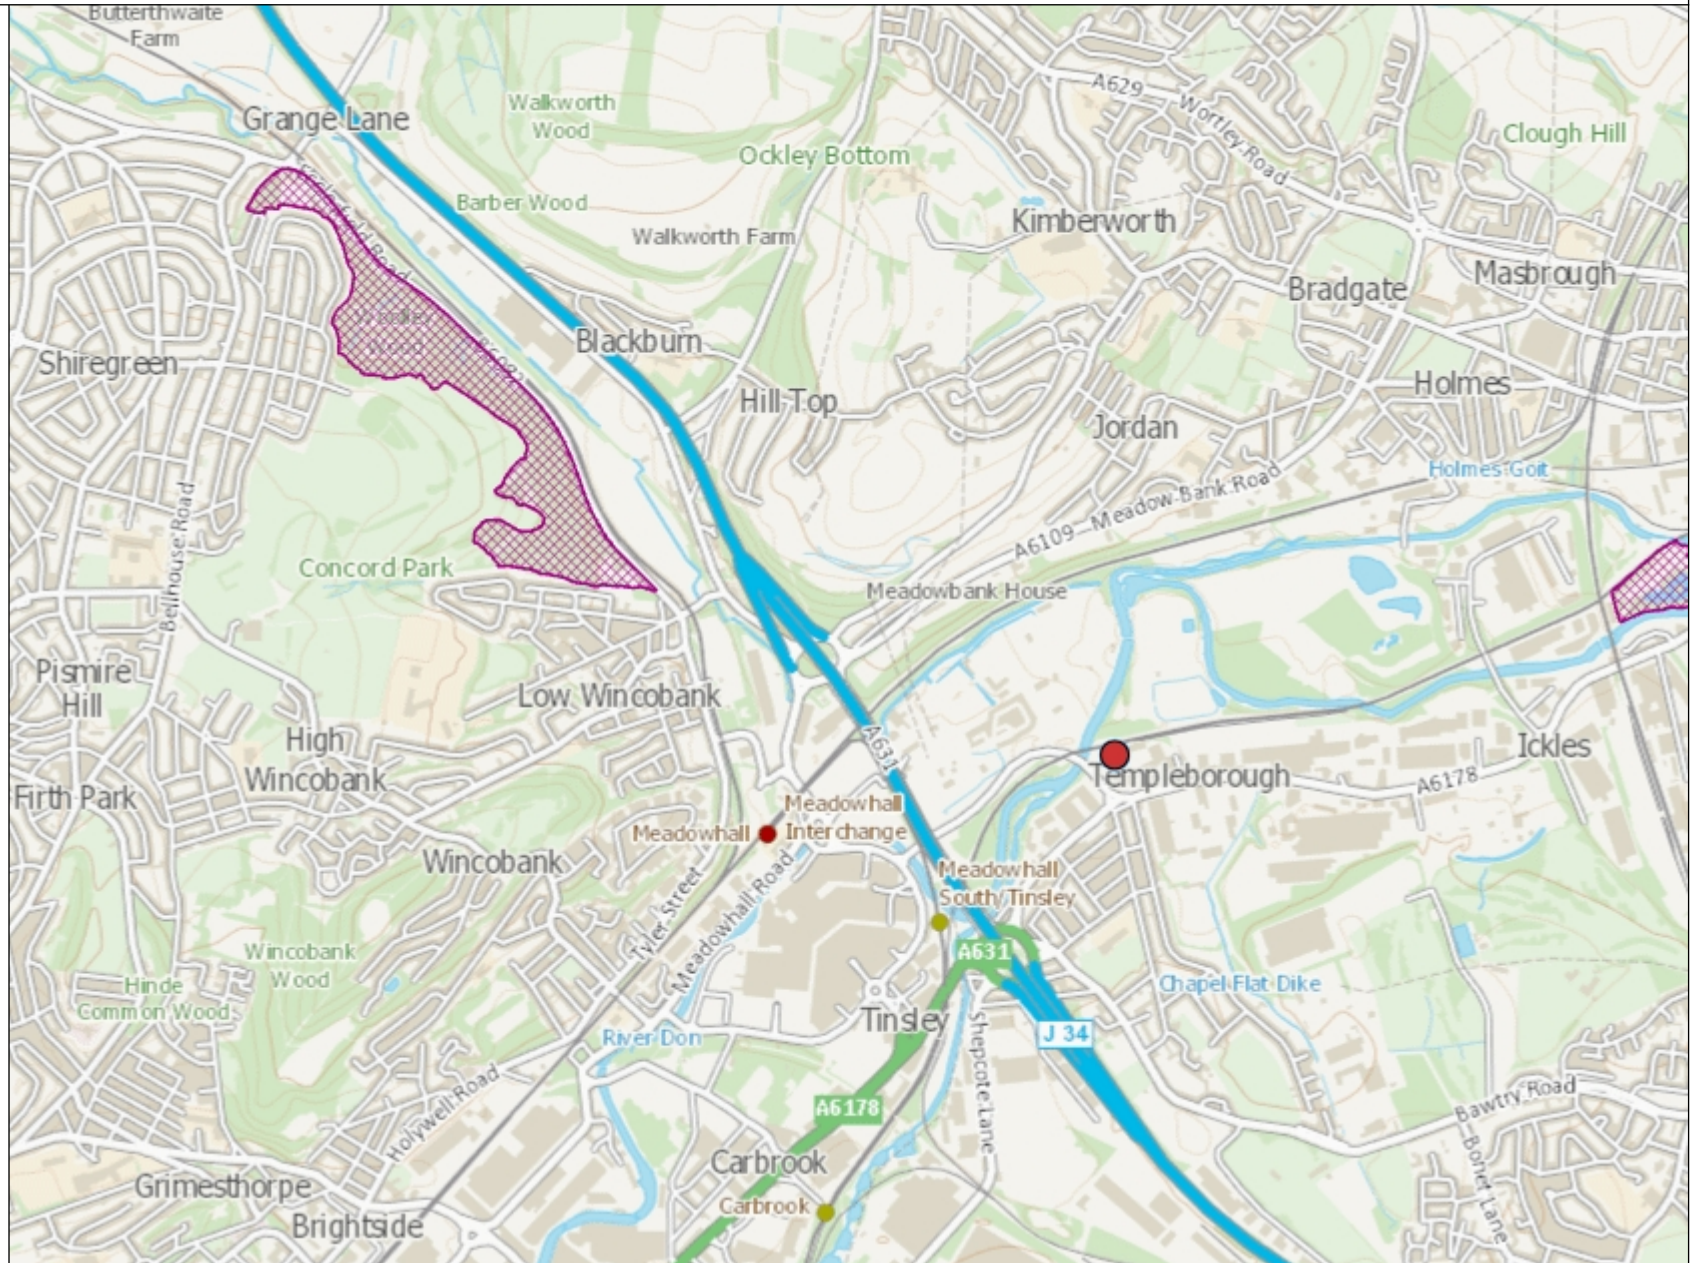 Butterthwaite
Farm
Grange Lane
Walkworth
Wood
Ockley Bottom
A629
Wortley Road
Clough Hill
Barber Wood
Walkworth Farm
Kimberworth
Bradgate
Masbrough
Shiregreen
B6082
Blackburn
Hill Top
Jordan
Holmes
Holmes Goit
Bellhouse Road
Concord Park
A6109
Meadow Bank Road
Meadowbank House
Pismire
Hill
Low Wincobank
High
Wincobank
A631
Templeborough
A6178
Ickles
Firth Park
Meadowhall
Meadowhall
Interchange
Wincobank
Tyler Street
Meadowhall Road
Meadowhall
South/Tinsley
A631
Wincobank
Wood
Hinde
Common Wood
Chapel Flat Dike
Tinsley
River Don
J 34
Shepcote Lane
Holywell Road
A6178
Bawtry Road
Bonet Lane
Carbrook
Carbrook
Grimesthorpe
Brightside